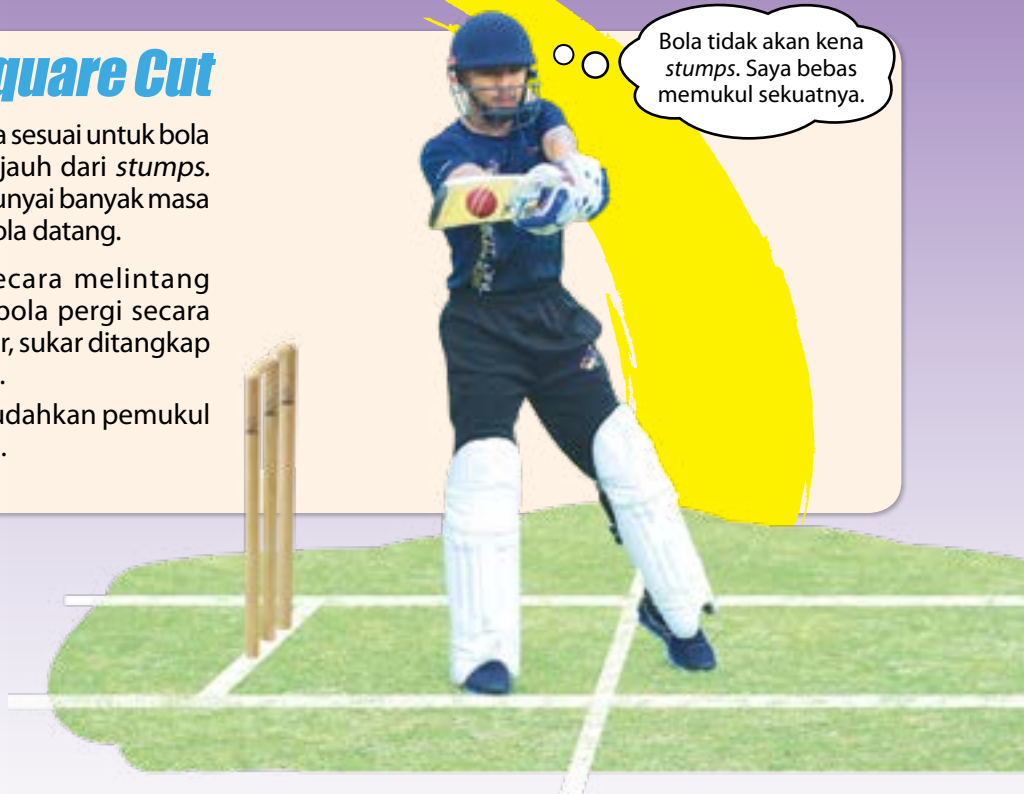 quare Cut
a sesuai untuk bola
jauh dari stumps.
unyai banyak masa
ola datang.
ecara melintang
bola pergi secara
r, sukar ditangkap
.
udahkan pemukul
.
Bola tidak akan kena
stumps. Saya bebas
memukul sekuatnya.